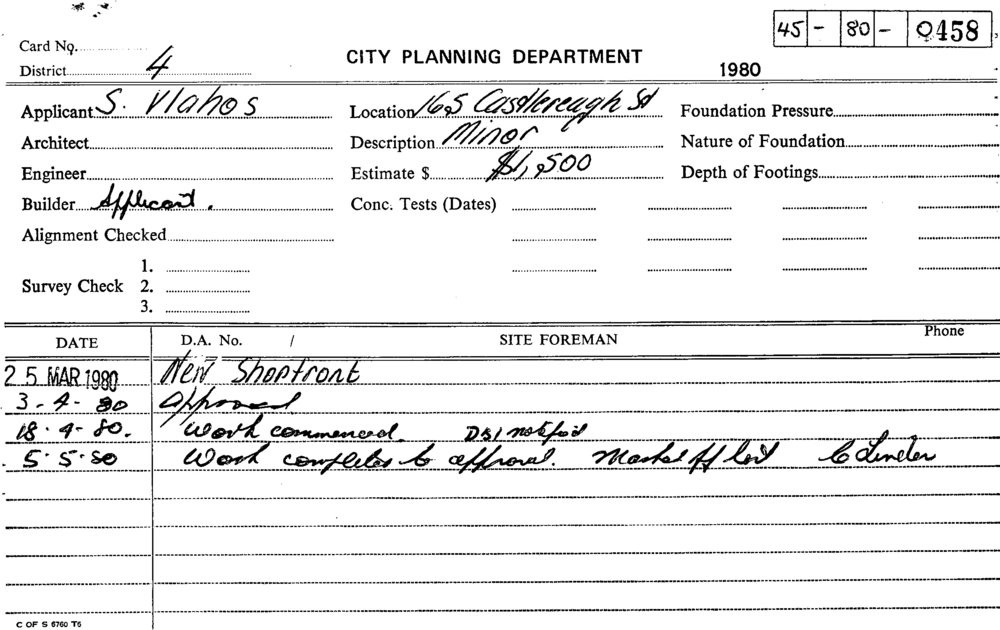 45 - 80 - 0458
Card No.
District 4
CITY PLANNING DEPARTMENT
1980
Applicant S. Vlahos
Location 165 Castlereagh St
Foundation Pressure
Architect
Description Minor
Nature of Foundation
Engineer
Estimate $ $1,500
Depth of Footings
Builder Applicant.
Conc. Tests (Dates)
Alignment Checked
Survey Check 1.
2.
3.
DATE D.A. No. / SITE FOREMAN Phone
25 MAR 1980 New Shopfront
3-4-80 Approved
18.4.80. Work commenced.
5.5.80 Work to approval.
C OF S 6760 T6